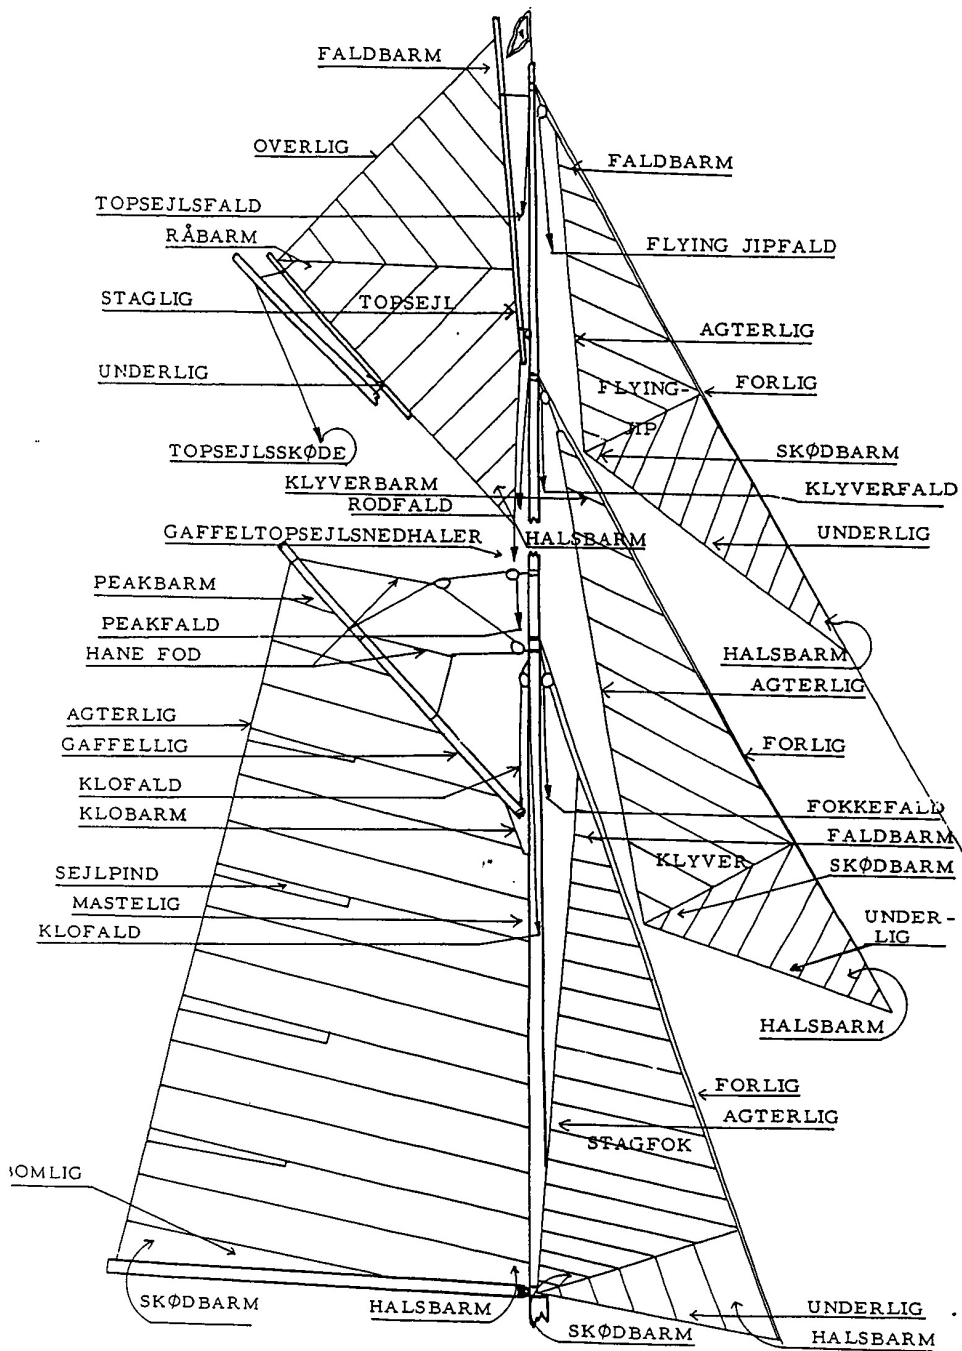 FALDBARM
OVERLIG
FALDBARM
TOPSEJLSFALD
RÅBARM
FLYING JIPFALD
STAGLIG
TOPSEJL
AGTERLIG
UNDERLIG
FLYING-
JIP
FORLIG
TOPSEJLSSKØDE
SKØDBARM
KLYVERBARM
KLYVERFALD
RODFALD
GAFFELTOPSEJLSNEDHALER
HALSBARM
UNDERLIG
PEAKBARM
PEAKFALD
HANE FOD
HALSBARM
AGTERLIG
AGTERLIG
GAFFELLIG
FORLIG
KLOFALD
FOKKEFALD
KLOBARM
FALDBARM
KLYVER
SKØDBARM
SEJLPIND
MASTELIG
KLOFALD
UNDER-
LIG
HALSBARM
FORLIG
AGTERLIG
STAGFOK
BOMLIG
SKØDBARM
HALSBARM
SKØDBARM
UNDERLIG
HALSBARM